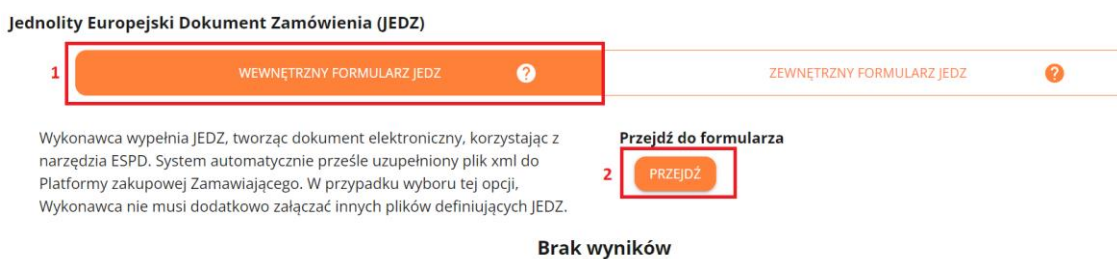 Jednolity Europejski Dokument Zamówienia (JEDZ)
1 WEWNĘTRZNY FORMULARZ JEDZ ? ZEWNĘTRZNY FORMULARZ JEDZ ?
Wykonawca wypełnia JEDZ, tworząc dokument elektroniczny, korzystając z
narzędzia ESPD. System automatycznie prześle uzupełniony plik xml do
Platformy zakupowej Zamawiającego. W przypadku wyboru tej opcji,
Wykonawca nie musi dodatkowo załączać innych plików definiujących JEDZ.
Przejdź do formularza
2 PRZEJDŹ
Brak wyników